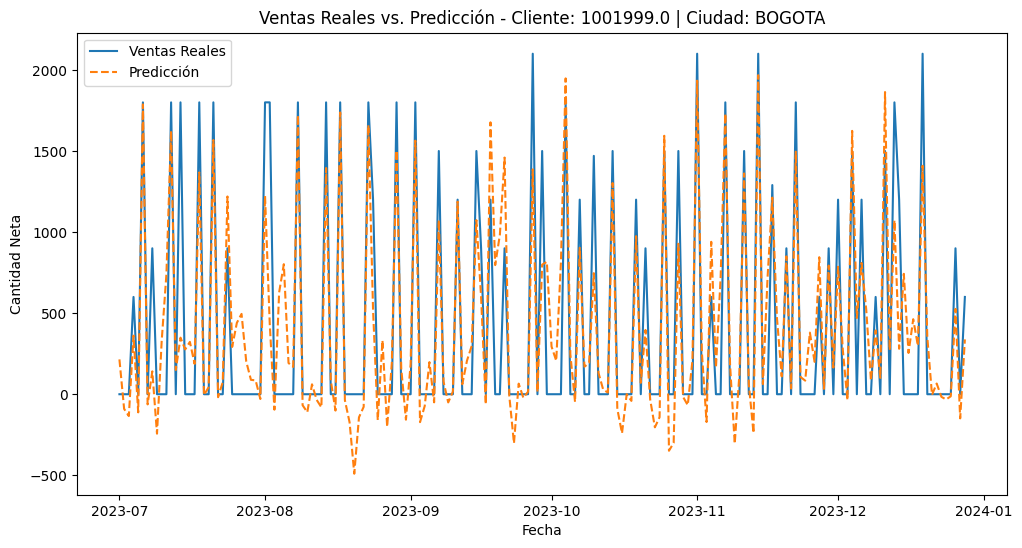 Ventas Reales vs. Predicción - Cliente: 1001999.0 | Ciudad: BOGOTA
Ventas Reales
Predicción
Cantidad Neta
2000
1500
1000
500
0
−500
2023-07
2023-08
2023-09
2023-10
2023-11
2023-12
2024-01
Fecha